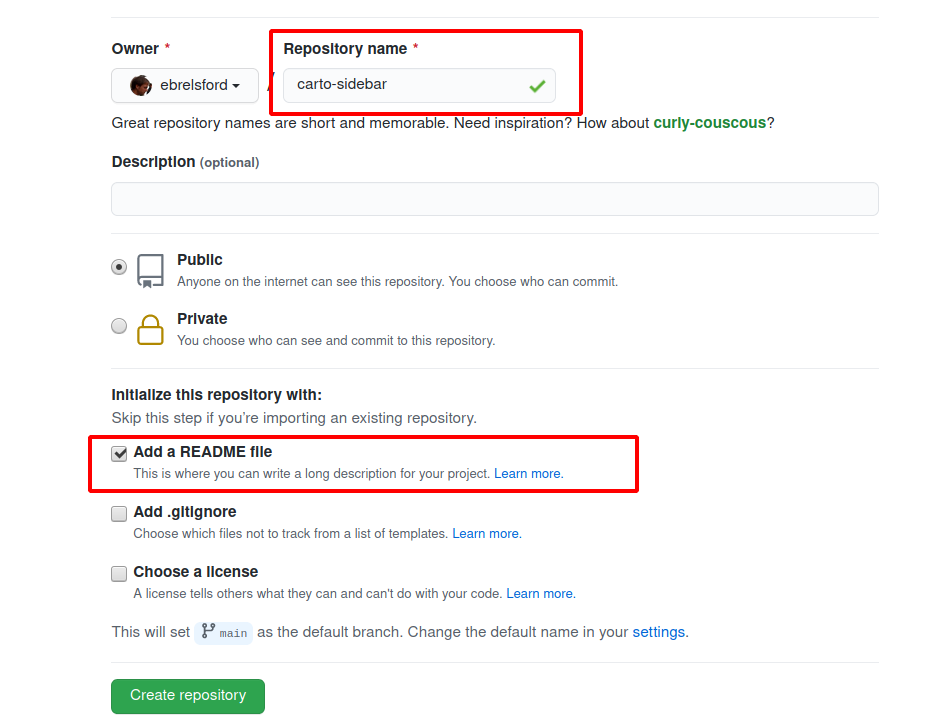 Owner * Repository name *
ebrelsford / carto-sidebar
Great repository names are short and memorable. Need inspiration? How about curly-couscous?
Description (optional)
Public
Anyone on the internet can see this repository. You choose who can commit.
Private
You choose who can see and commit to this repository.
Initialize this repository with:
Skip this step if you’re importing an existing repository.
Add a README file
This is where you can write a long description for your project. Learn more.
Add .gitignore
Choose which files not to track from a list of templates. Learn more.
Choose a license
A license tells others what they can and can't do with your code. Learn more.
This will set main as the default branch. Change the default name in your settings.
Create repository